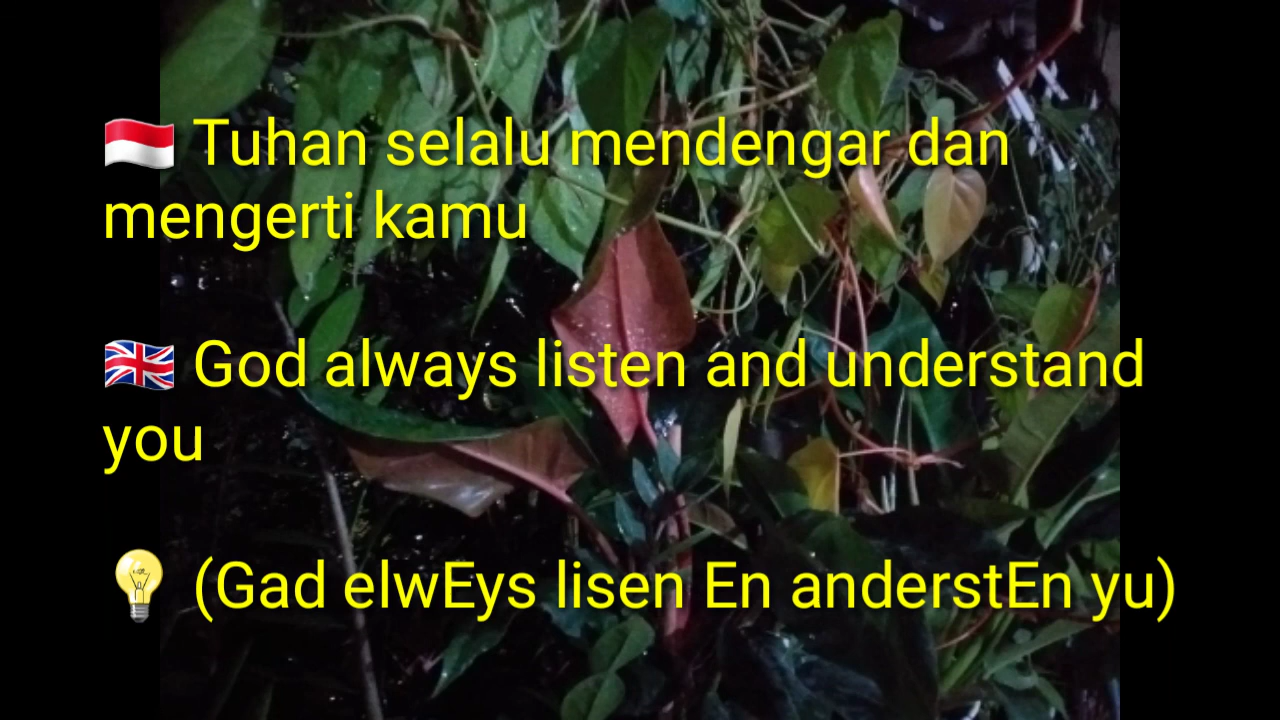 🇮🇩 Tuhan selalu mendengar dan
mengerti kamu
🇬🇧 God always listen and understand
you
💡 (Gad elwEys lisen En anderstEn yu)